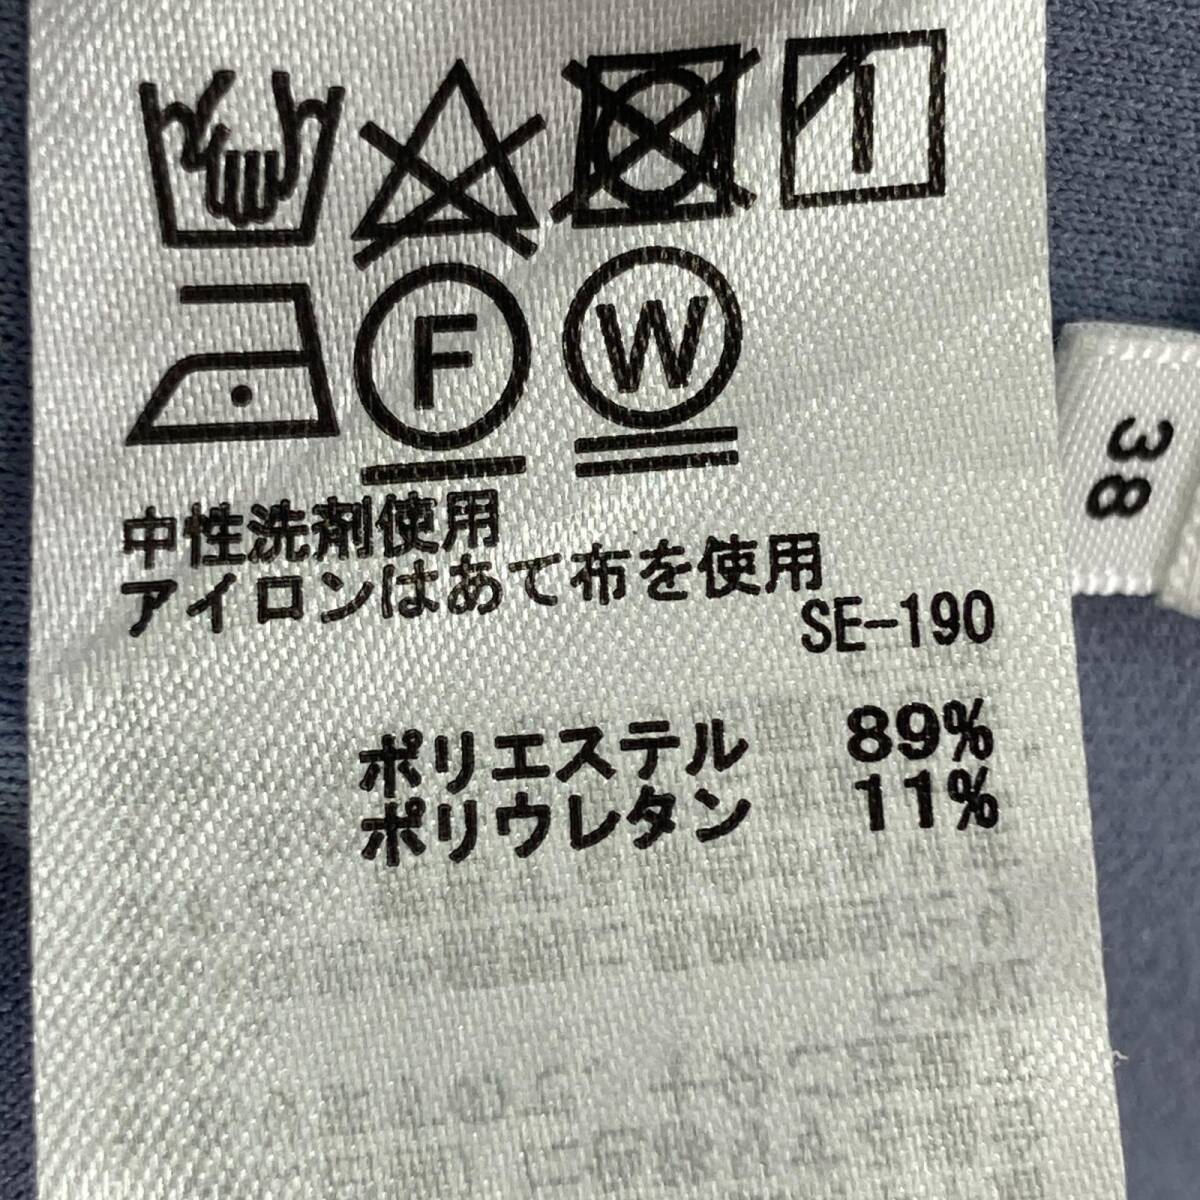 F
W
中性洗剤使用
アイロンはあて布を使用
SE-190
ポリエステル 89%
ポリウレタン 11%
38